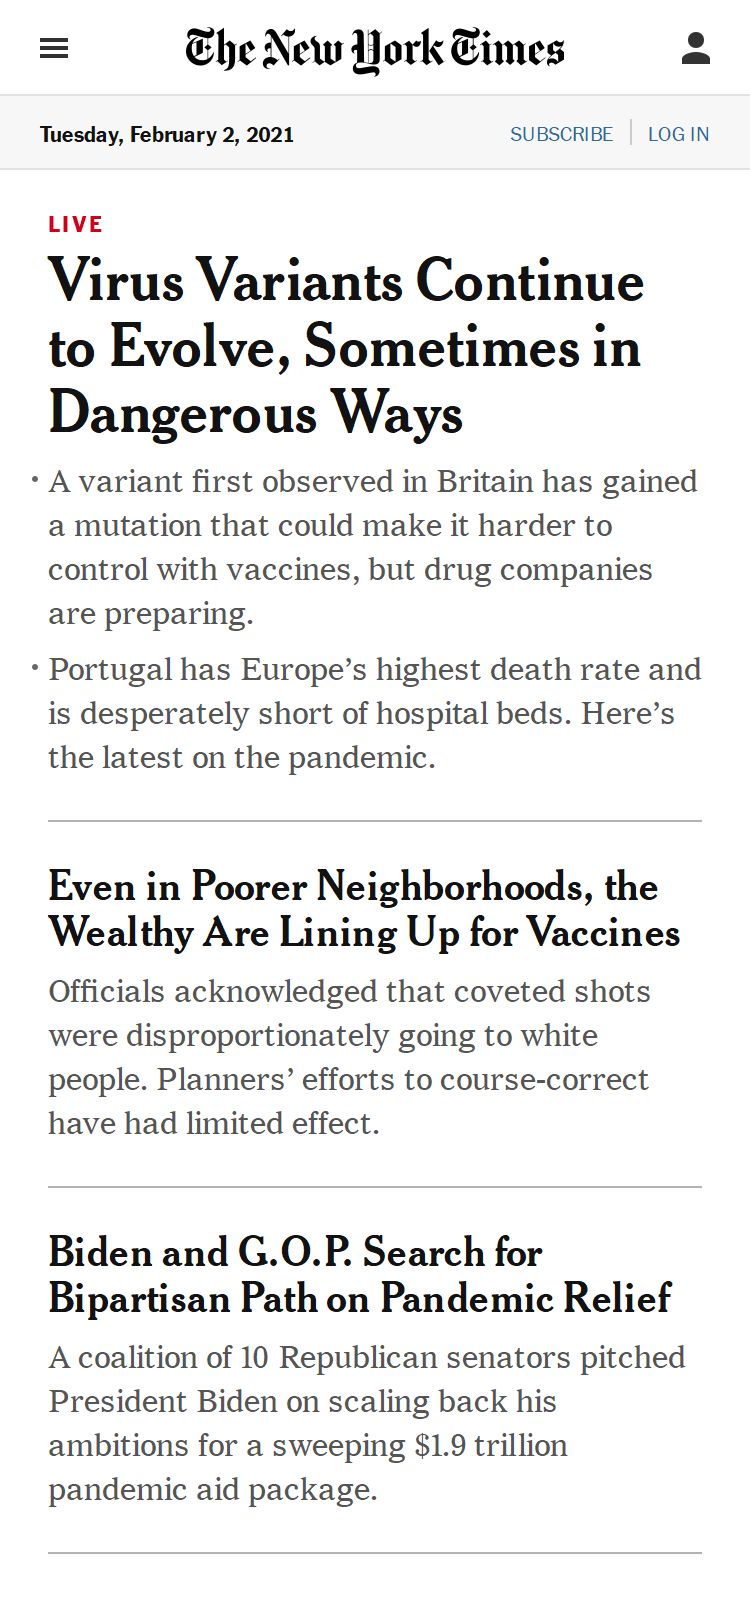 The New York Times
Tuesday, February 2, 2021
SUBSCRIBE
LOG IN
LIVE
Virus Variants Continue
to Evolve, Sometimes in
Dangerous Ways
• A variant first observed in Britain has gained
a mutation that could make it harder to
control with vaccines, but drug companies
are preparing.
• Portugal has Europe’s highest death rate and
is desperately short of hospital beds. Here’s
the latest on the pandemic.
Even in Poorer Neighborhoods, the
Wealthy Are Lining Up for Vaccines
Officials acknowledged that coveted shots
were disproportionately going to white
people. Planners’ efforts to course-correct
have had limited effect.
Biden and G.O.P. Search for
Bipartisan Path on Pandemic Relief
A coalition of 10 Republican senators pitched
President Biden on scaling back his
ambitions for a sweeping $1.9 trillion
pandemic aid package.